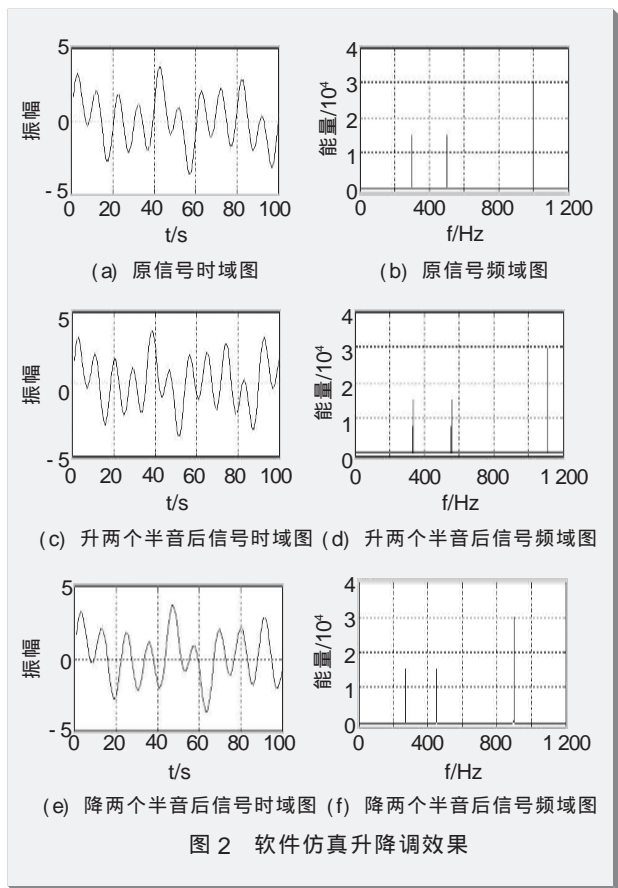 5
0
- 5
振幅
0 20 40 60 80 100
t/s
(a) 原信号时域图
4
3
2
1
0
能量/10⁴
0 400 800 1 200
f/Hz
(b) 原信号频域图
5
0
- 5
振幅
0 20 40 60 80 100
t/s
(c) 升两个半音后信号时域图
4
3
2
1
0
能量/10⁴
0 400 800 1 200
f/Hz
(d) 升两个半音后信号频域图
5
0
- 5
振幅
0 20 40 60 80 100
t/s
(e) 降两个半音后信号时域图
4
3
2
1
0
能量/10⁴
0 400 800 1 200
f/Hz
(f) 降两个半音后信号频域图
图 2 软件仿真升降调效果